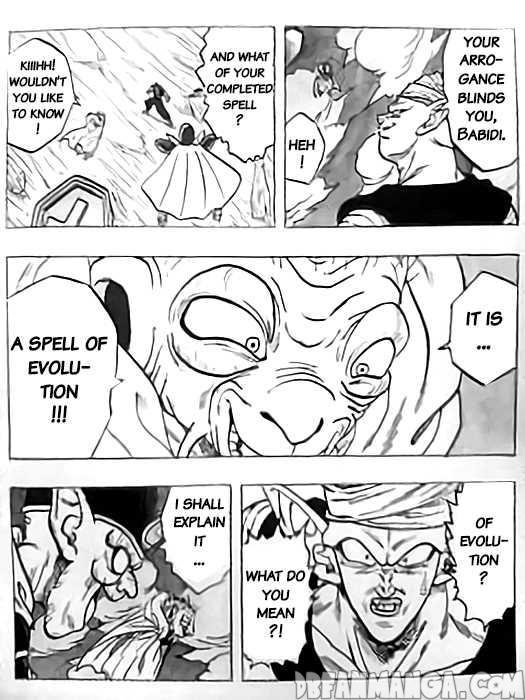 YOUR
ARRO-
GANCE
BLINDS
YOU,
BABIDI.
HEH
!
AND WHAT
OF YOUR
COMPLETED
SPELL
?
KIIIHH!
WOULDN'T
YOU LIKE
TO KNOW
!
IT IS
...
A SPELL OF
EVOLU-
TION
!!!
OF
EVOLU-
TION
?
WHAT DO
YOU
MEAN
?!
I SHALL
EXPLAIN
IT
...
DBFANMANGA.COM